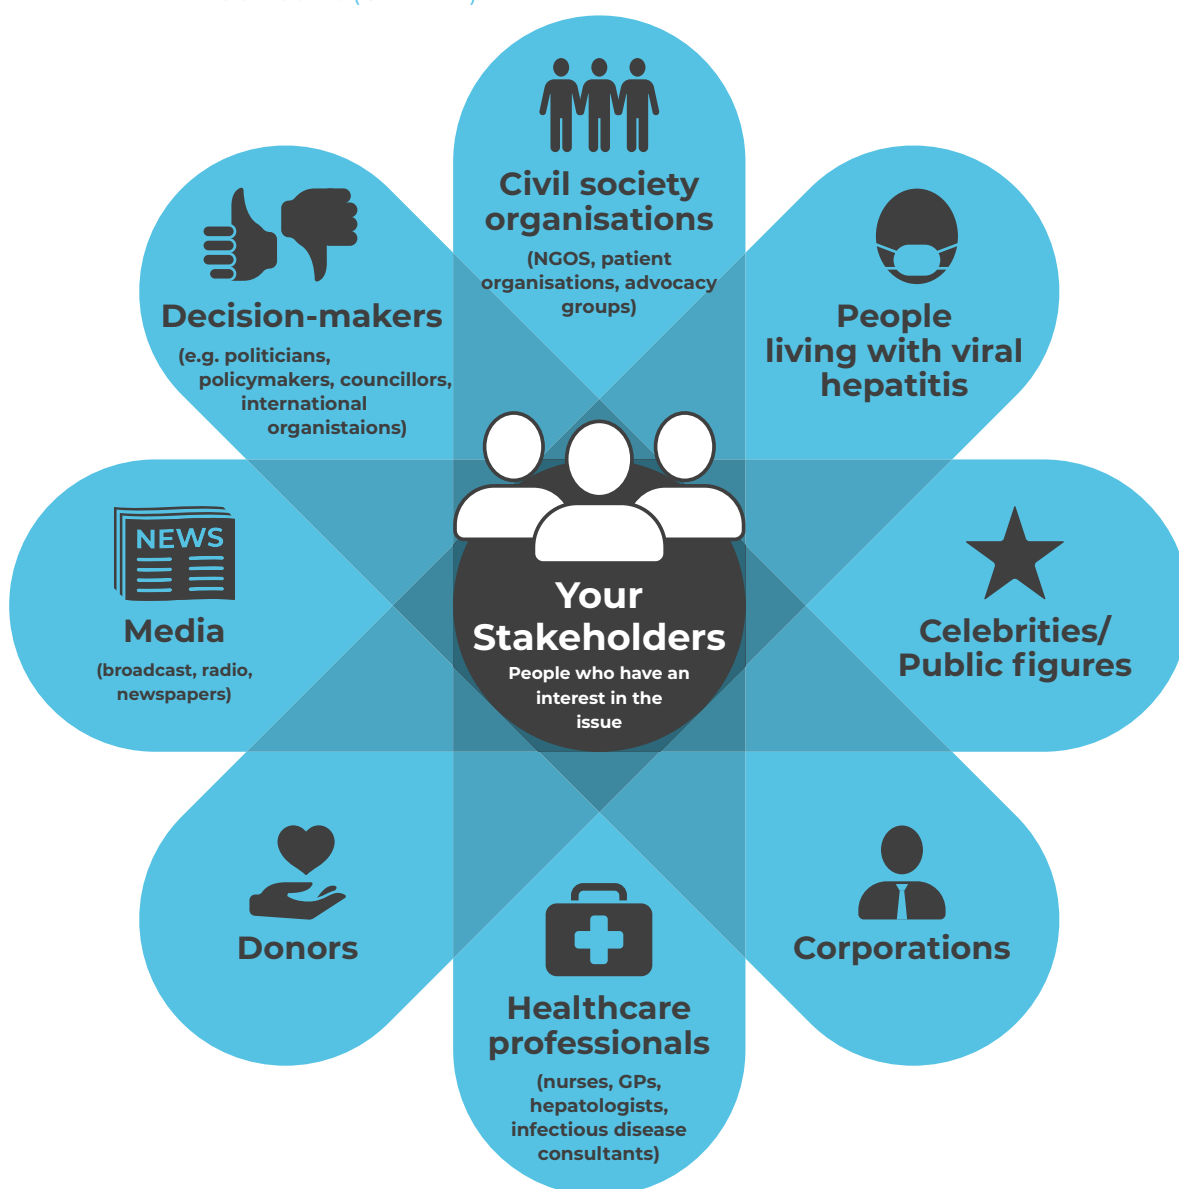 Civil society
organisations
(NGOS, patient
organisations, advocacy
groups)
People
living with viral
hepatitis
Celebrities/
Public figures
Corporations
Healthcare
professionals
(nurses, GPs,
hepatologists,
infectious disease
consultants)
Donors
NEWS
Media
(broadcast, radio,
newspapers)
Decision-makers
(e.g. politicians,
policymakers, councillors,
international
organistaions)
Your
Stakeholders
People who have an
interest in the
issue